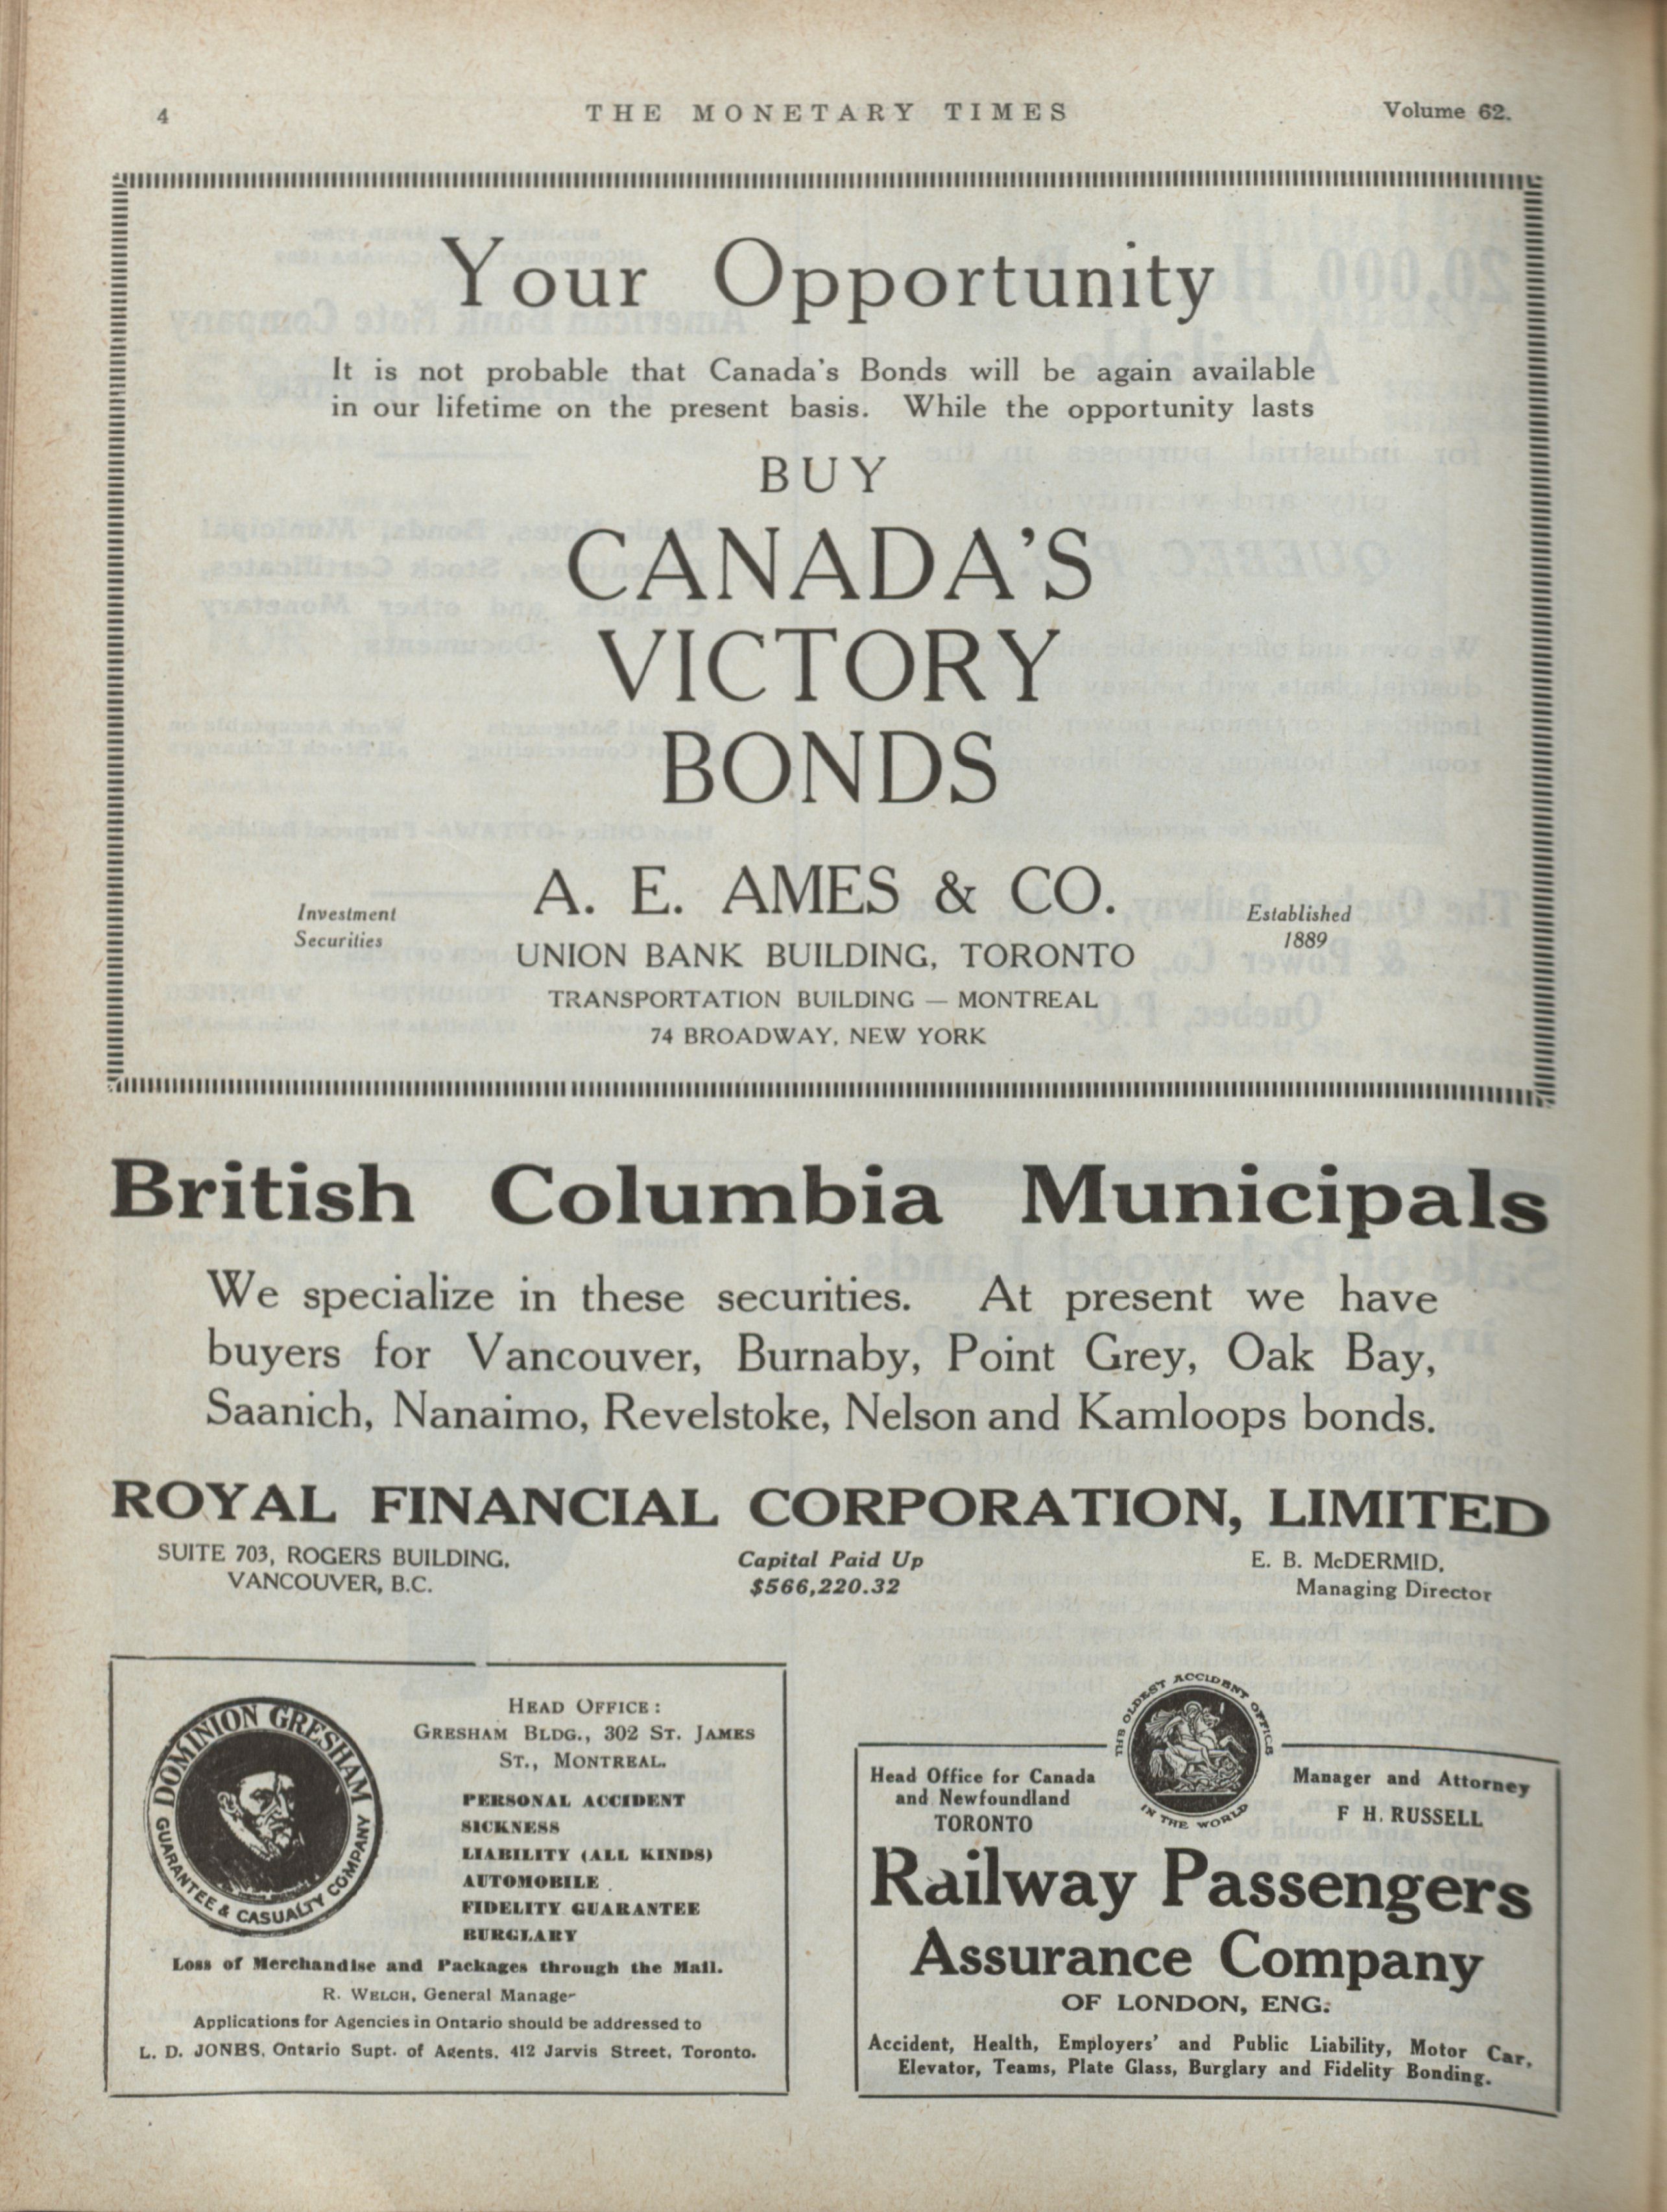 4
THE MONETARY TIMES
Volume 62.
Your Opportunity
It is not probable that Canada's Bonds will be again available
in our lifetime on the present basis. While the opportunity lasts
BUY
CANADA'S
VICTORY
BONDS
Investment
Securities
A. E. AMES & CO.
UNION BANK BUILDING, TORONTO
TRANSPORTATION BUILDING — MONTREAL
74 BROADWAY, NEW YORK
Established
1889
British Columbia Municipals
We specialize in these securities. At present we have
buyers for Vancouver, Burnaby, Point Grey, Oak Bay,
Saanich, Nanaimo, Revelstoke, Nelson and Kamloops bonds.
ROYAL FINANCIAL CORPORATION, LIMITED
SUITE 703, ROGERS BUILDING,
VANCOUVER, B.C.
Capital Paid Up
$566,220.32
E. B. McDERMID,
Managing Director
DOMINION GRESHAM
GUARANTEE & CASUALTY COMPANY
HEAD OFFICE:
GRESHAM BLDG., 302 ST. JAMES
ST., MONTREAL.
PERSONAL ACCIDENT
SICKNESS
LIABILITY (ALL KINDS)
AUTOMOBILE
FIDELITY GUARANTEE
BURGLARY
Loss of Merchandise and Packages through the Mail.
R. WELCH, General Manager
Applications for Agencies in Ontario should be addressed to
L. D. JONES, Ontario Supt. of Agents, 412 Jarvis Street, Toronto.
THE OLDEST ACCIDENT OFFICE
IN THE WORLD
Head Office for Canada
and Newfoundland
TORONTO
Manager and Attorney
F H. RUSSELL
Railway Passengers
Assurance Company
OF LONDON, ENG.
Accident, Health, Employers' and Public Liability, Motor Car,
Elevator, Teams, Plate Glass, Burglary and Fidelity Bonding.